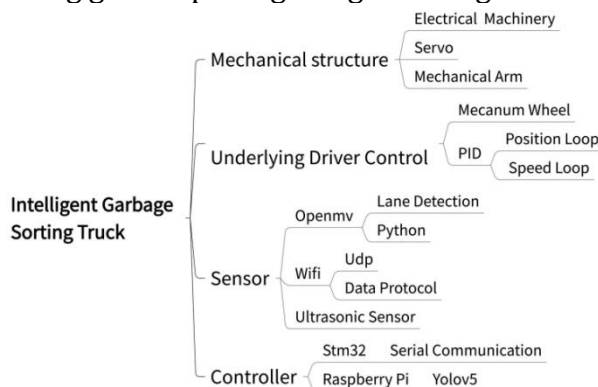 Electrical Machinery
Mechanical structure
Servo
Mechanical Arm
Mecanum Wheel
Underlying Driver Control
PID
Position Loop
Speed Loop
Intelligent Garbage
Sorting Truck
Sensor
Openmv
Lane Detection
Python
Wifi
Udp
Data Protocol
Ultrasonic Sensor
Controller
Stm32 Serial Communication
Raspberry Pi Yolov5